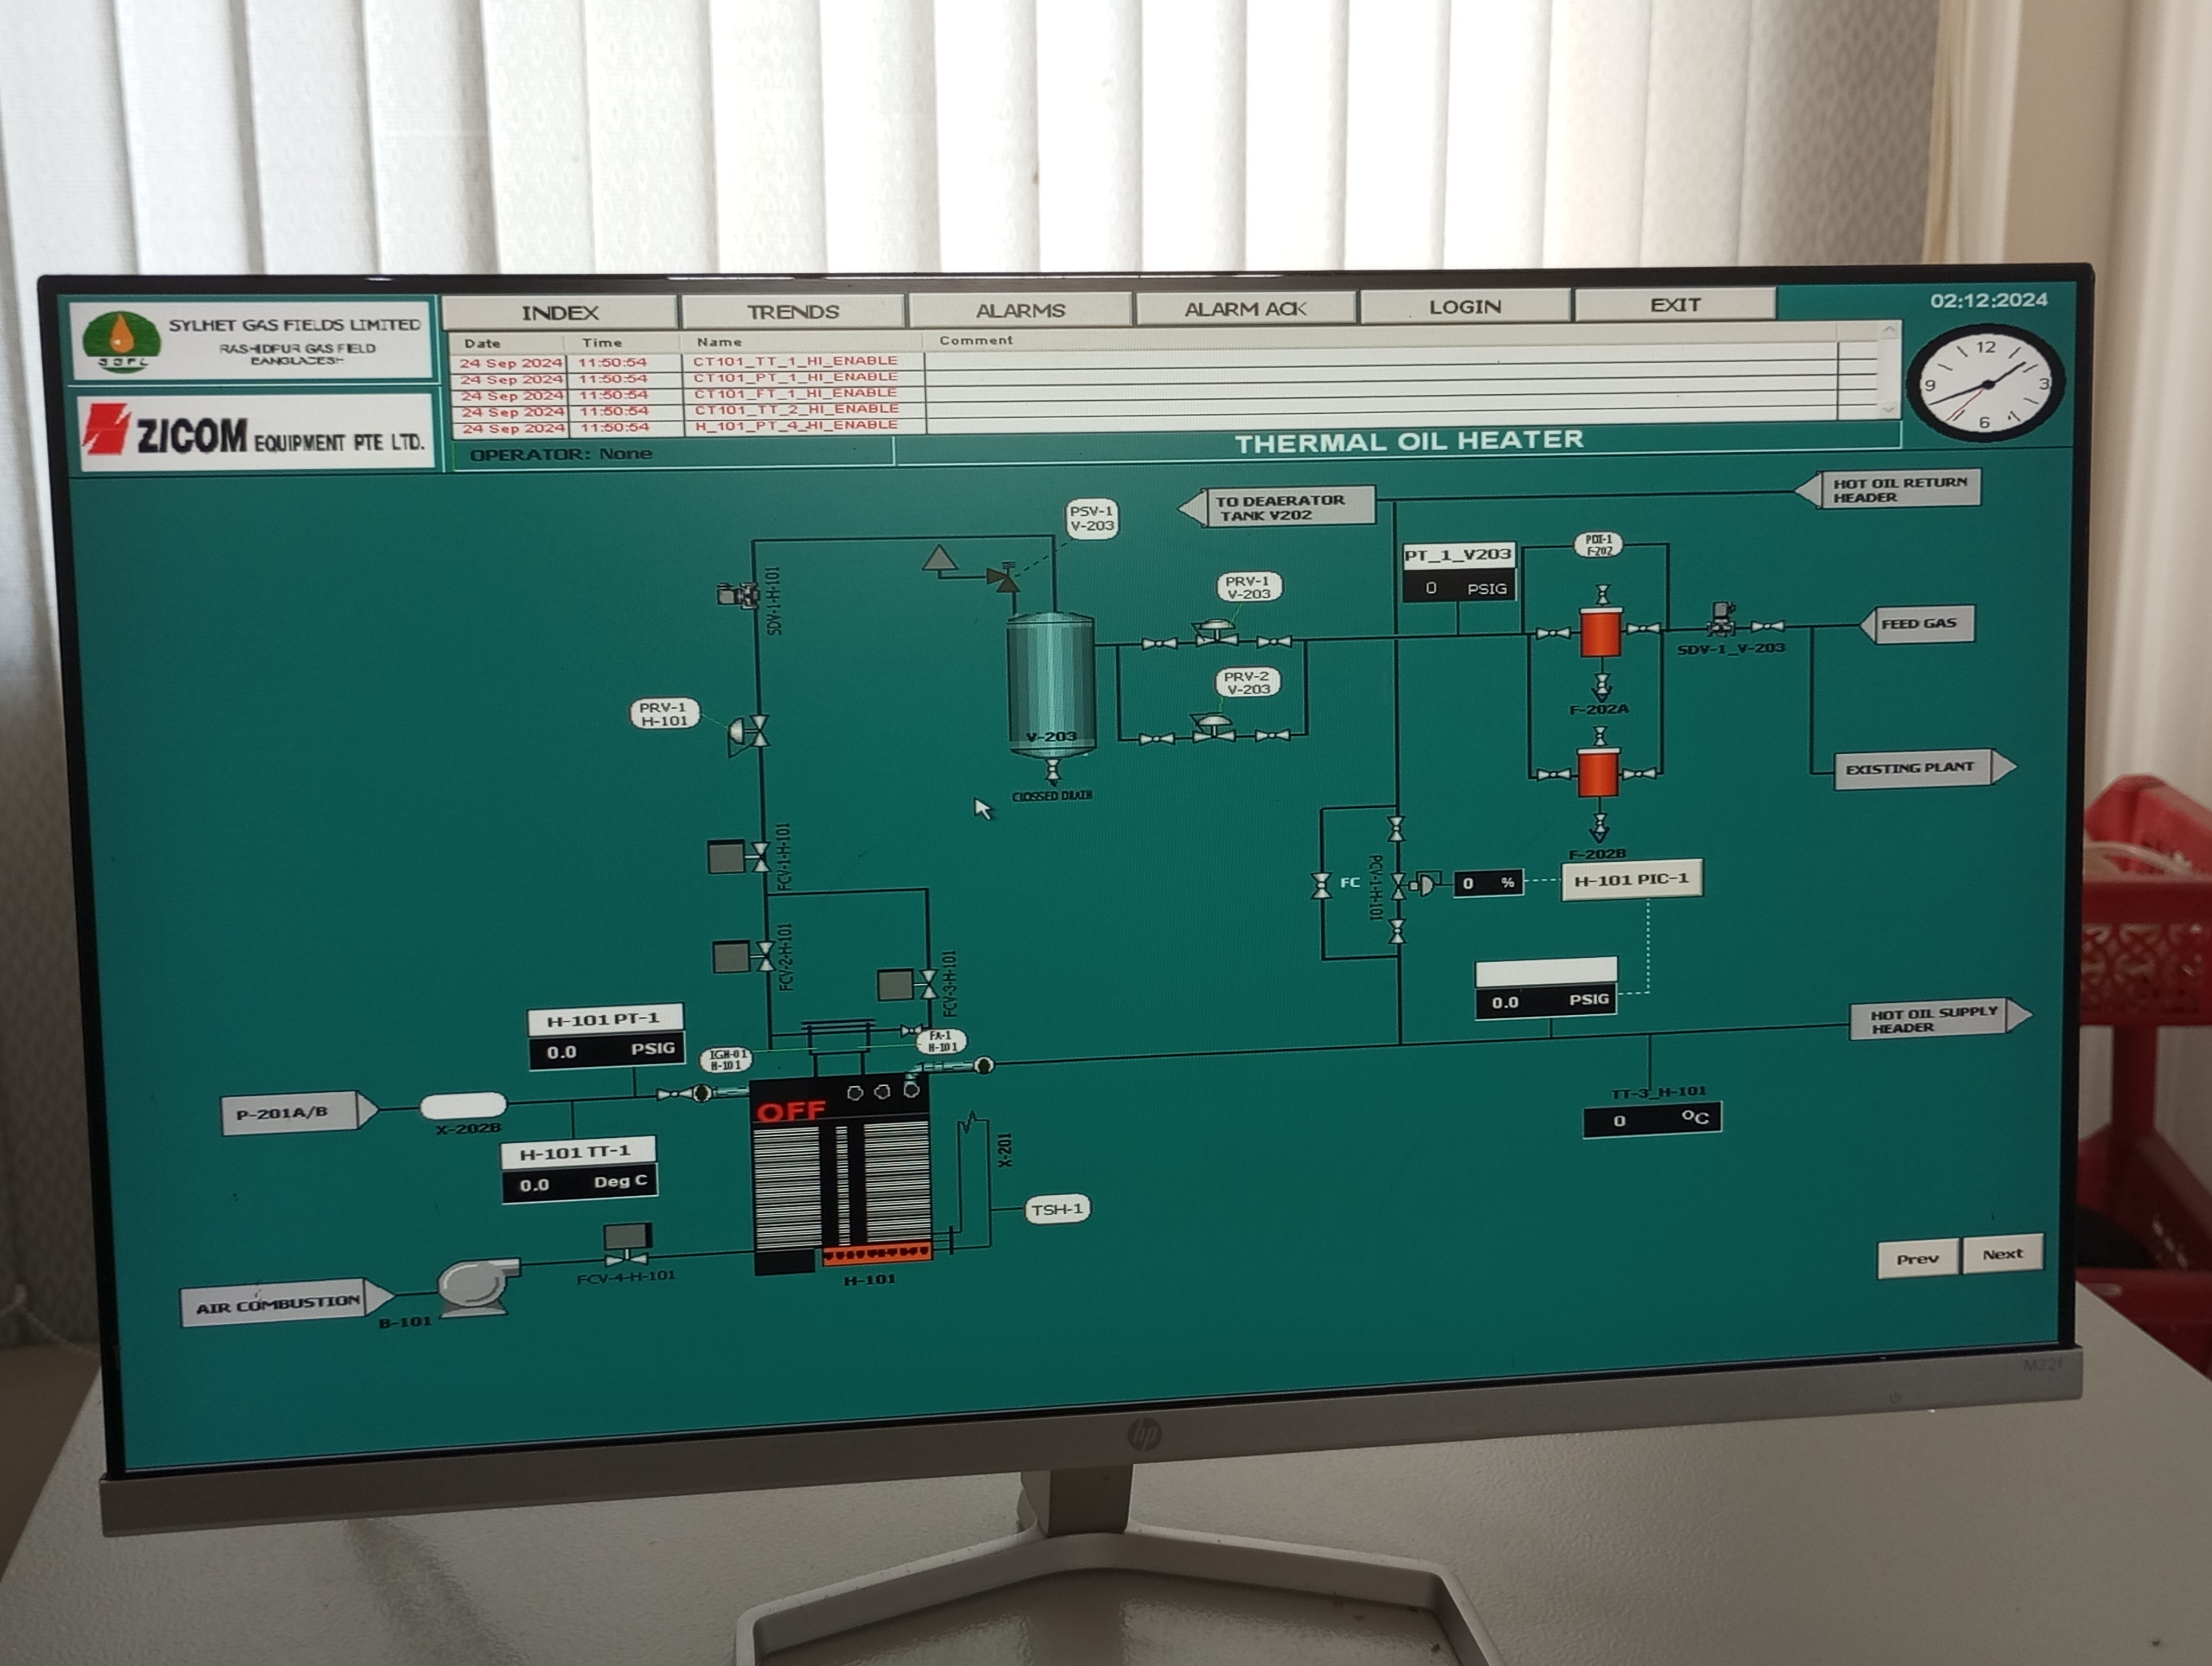 SYLHET GAS FIELDS LIMITED
RASHIDPUR GAS FIELD
BANGLADESH
SGFL
ZICOM EQUIPMENT PTE LTD.
INDEX
TRENDS
ALARMS
ALARM ACK
LOGIN
EXIT
02:12:2024
Date Time Name Comment
24 Sep 2024 11:50:54 CT101_TT_1_HI_ENABLE
24 Sep 2024 11:50:54 CT101_PT_1_HI_ENABLE
24 Sep 2024 11:50:54 CT101_FT_1_HI_ENABLE
24 Sep 2024 11:50:54 CT101_TT_2_HI_ENABLE
24 Sep 2024 11:50:54 H_101_PT_4_HI_ENABLE
12
3
6
9
OPERATOR: None
THERMAL OIL HEATER
TO DEAERATOR
TANK V202
HOT OIL RETURN
HEADER
PSV-1
V-203
SDV-1-H-101
PRV-1
V-203
PT_1_V203
0 PSIG
PDI-1
F-202
FEED GAS
SDV-1_V-203
PRV-2
V-203
F-202A
PRV-1
H-101
V-203
CLOSSED DRAIN
EXISTING PLANT
F-202B
FCV-1-H-101
FC
PCV-1-H-101
0 %
H-101 PIC-1
FCV-2-H-101
FCV-3-H-101
0.0 PSIG
H-101 PT-1
0.0 PSIG
IGH-01
H-101
FA-1
H-101
HOT OIL SUPPLY
HEADER
P-201A/B
X-202B
OFF
TT-3_H-101
0 °C
H-101 TT-1
0.0 Deg C
X-201
TSH-1
FCV-4-H-101
H-101
AIR COMBUSTION
B-101
Prev
Next
M22f
hp